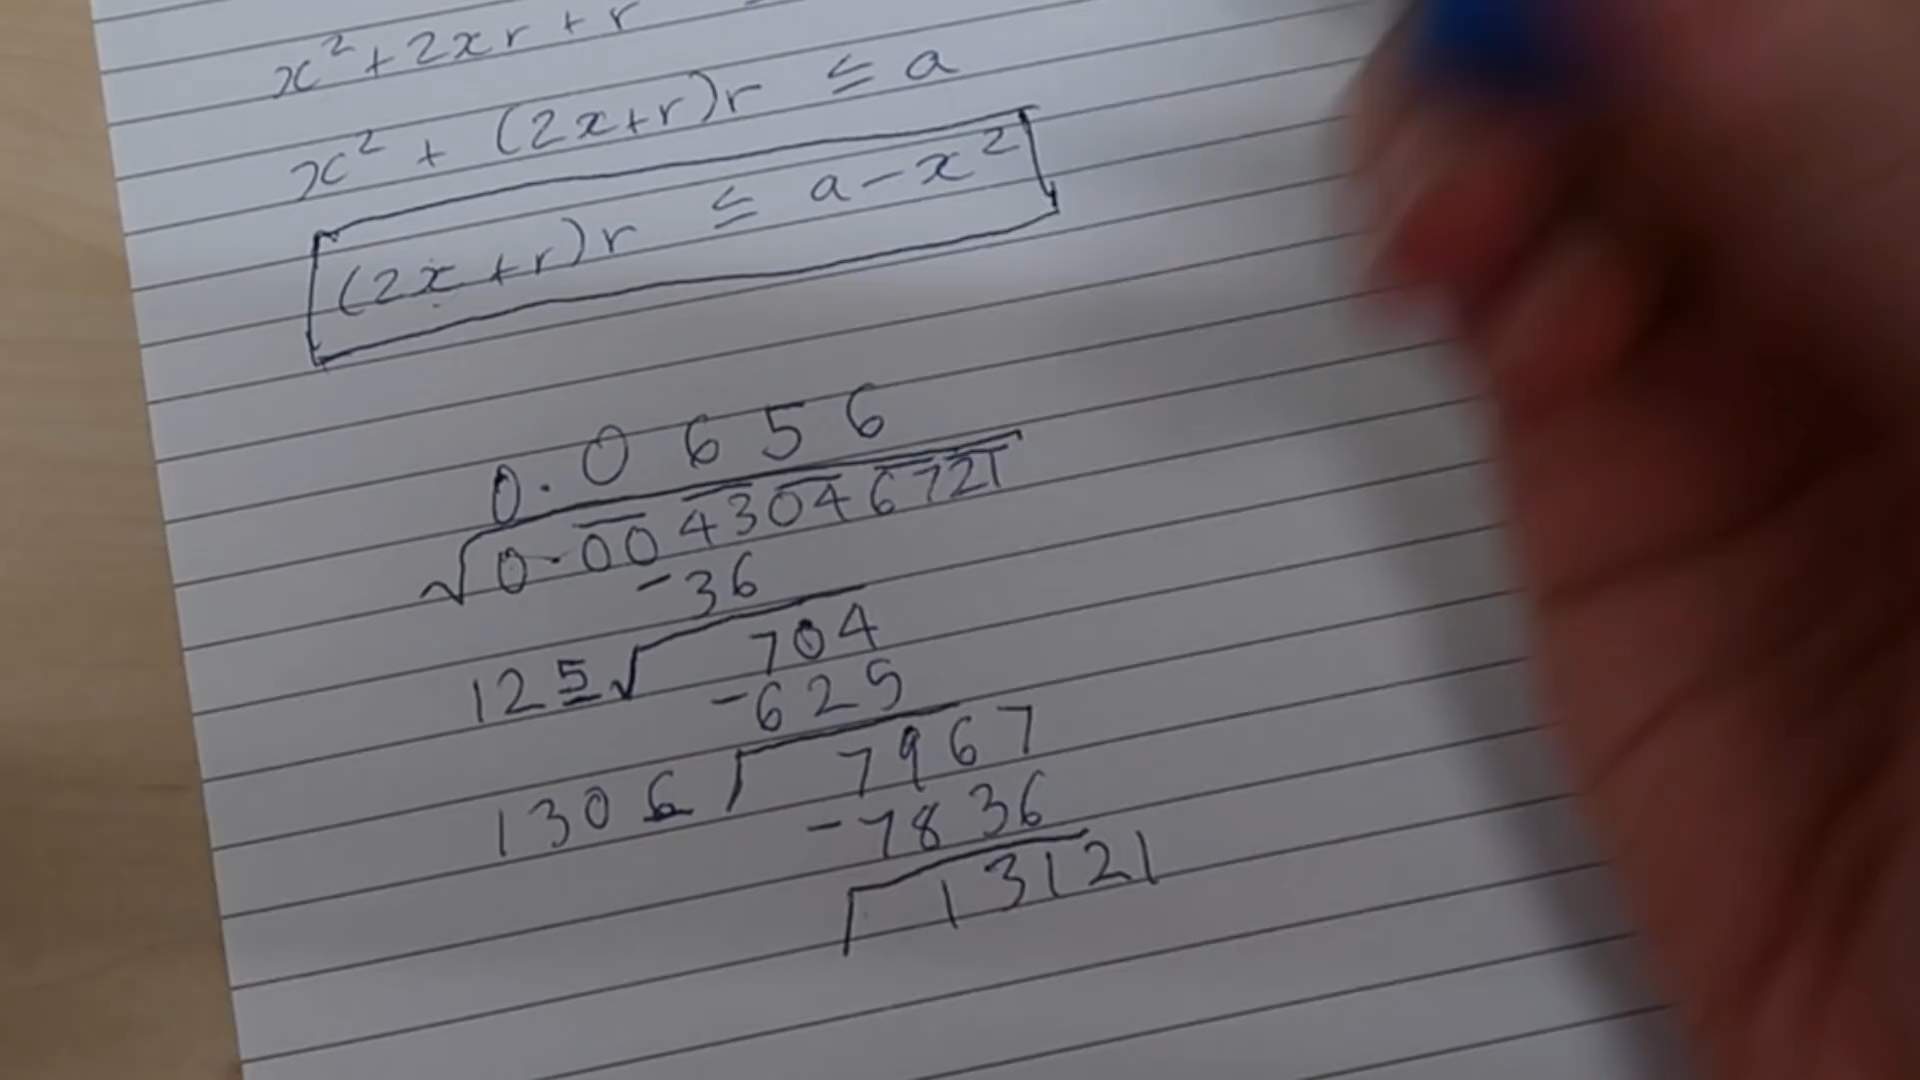 x² + 2xr + r
x² + (2x+r)r ≤ a
(2x+r)r ≤ a-x²
0.0656
√0.0043046721
-36
125√704
-625
1306 7967
-7836
13121